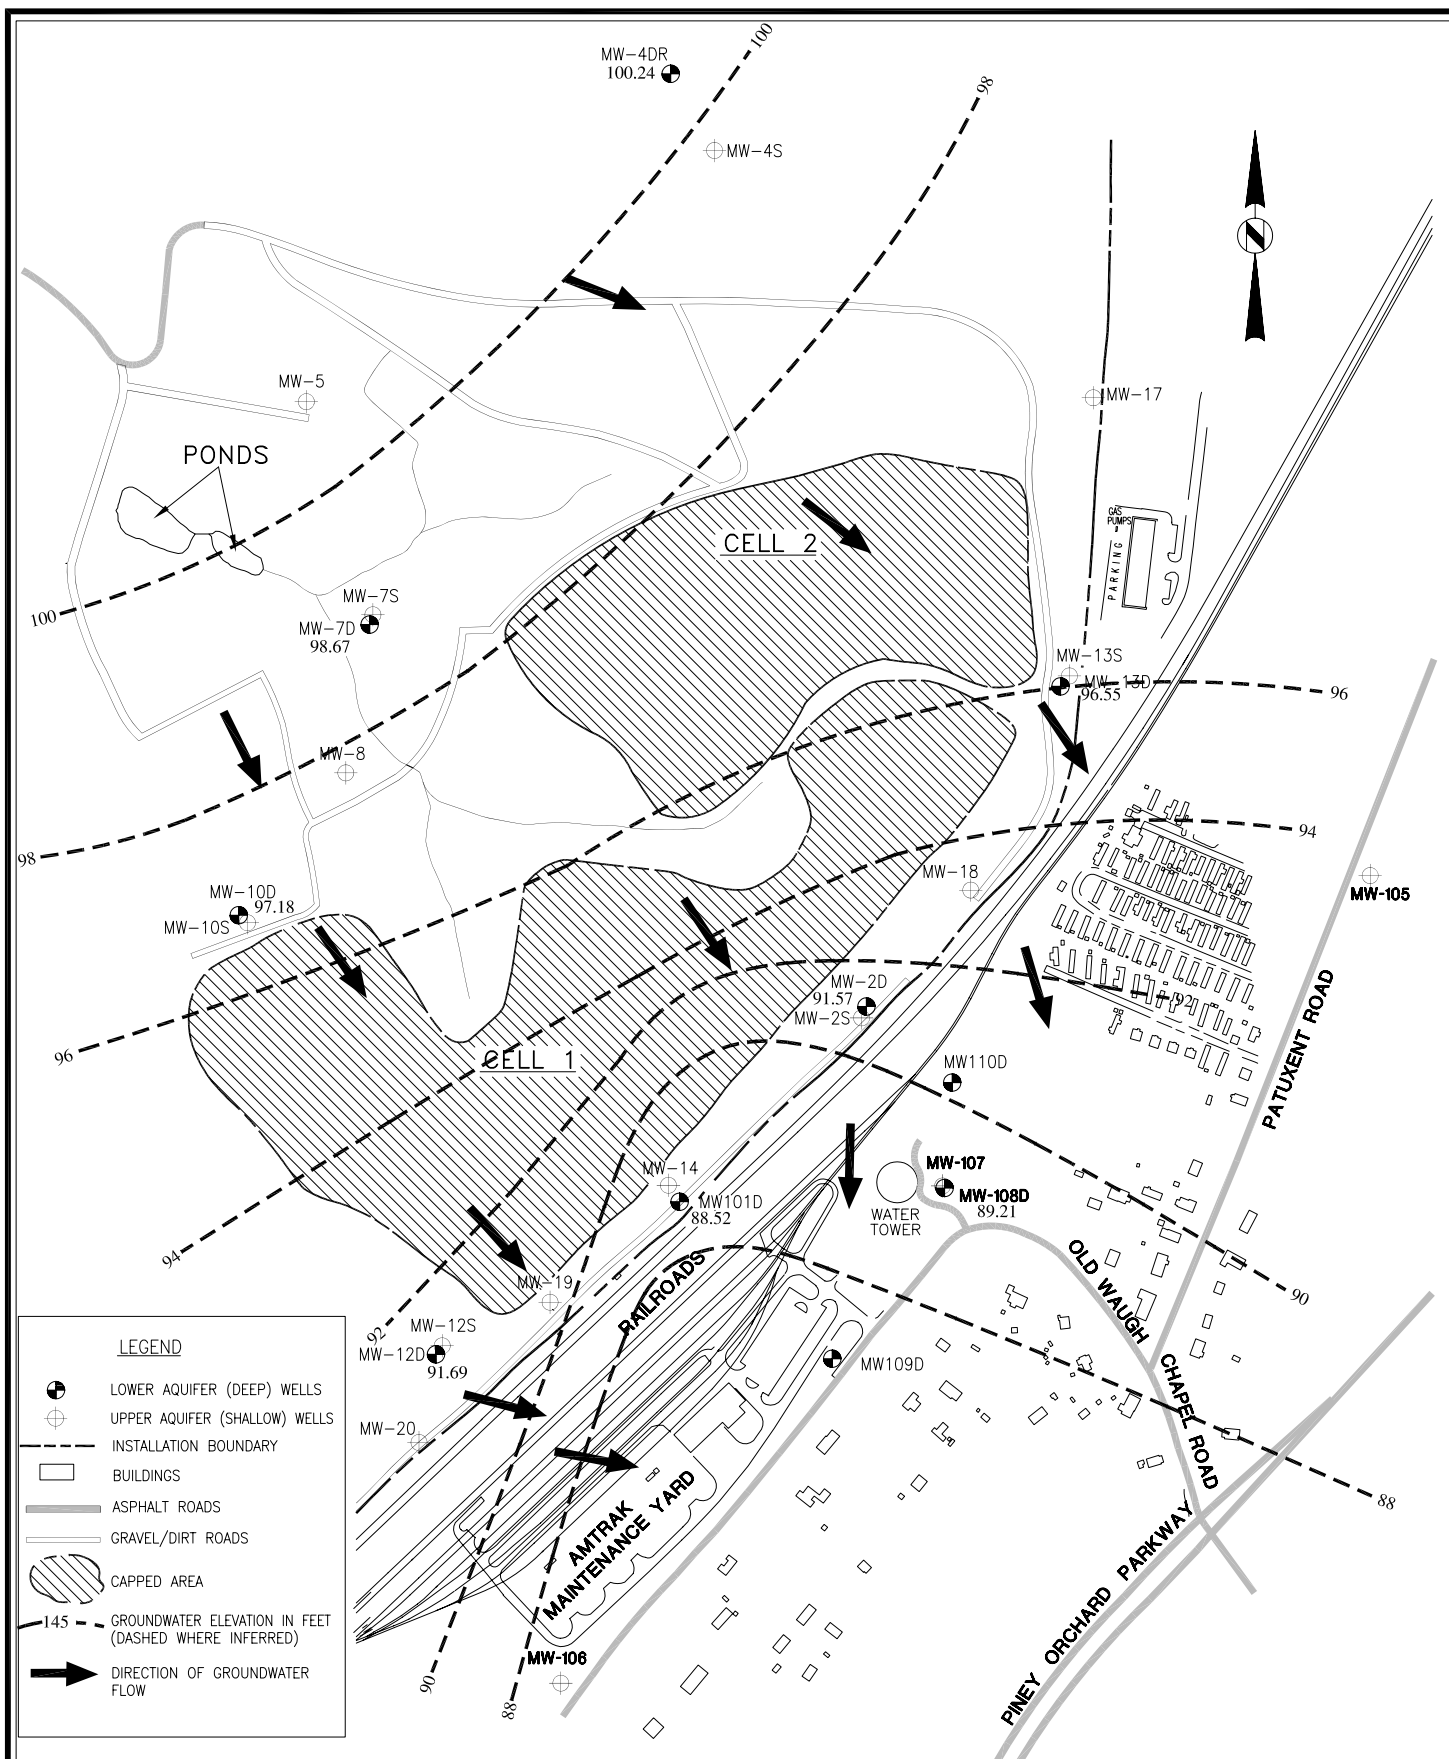 100
MW-4DR
100.24
98
MW-4S
MW-5
MW-17
PONDS
GAS
PUMPS
PARKING
CELL 2
100
MW-7S
MW-7D
98.67
MW-13S
MW-13D
96.55
96
MW-8
94
98
MW-18
MW-105
MW-10D
97.18
MW-10S
MW-2D
91.57
MW-2S
92
PATUXENT ROAD
96
CELL 1
MW110D
MW-14
MW101D
88.52
MW-107
MW-108D
89.21
WATER
TOWER
94
OLD WAUGH
CHAPEL ROAD
RAILROADS
MW-19
90
92
MW-12S
MW-12D
91.69
MW109D
MW-20
88
AMTRAK
MAINTENANCE YARD
PINEY ORCHARD PARKWAY
MW-106
90
88
LEGEND
LOWER AQUIFER (DEEP) WELLS
UPPER AQUIFER (SHALLOW) WELLS
INSTALLATION BOUNDARY
BUILDINGS
ASPHALT ROADS
GRAVEL/DIRT ROADS
CAPPED AREA
145
GROUNDWATER ELEVATION IN FEET
(DASHED WHERE INFERRED)
DIRECTION OF GROUNDWATER
FLOW